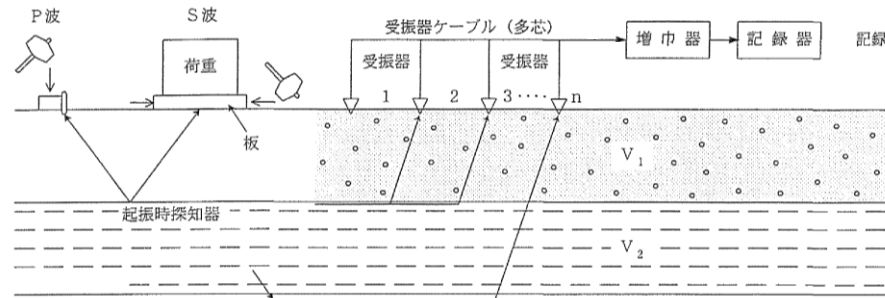 P波
S波
受振器ケーブル（多芯）
増巾器
記録器
記録
荷重
受振器
受振器
1
2
3‥‥
n
板
V₁
起振時探知器
V₂